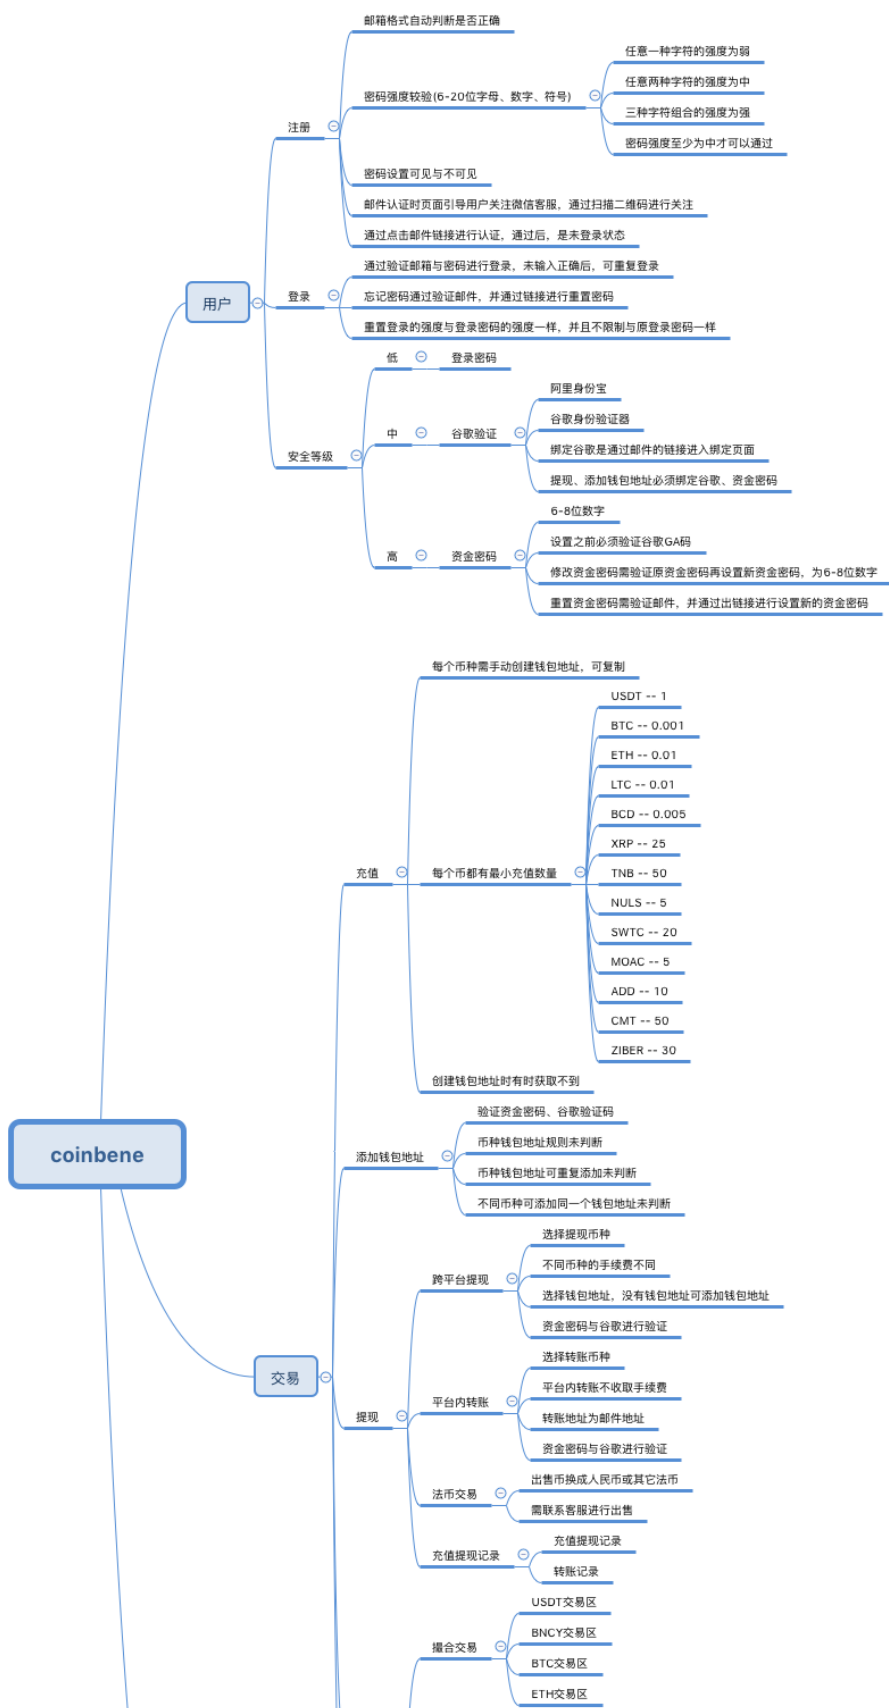 邮箱格式自动判断是否正确
任意一种字符的强度为弱
任意两种字符的强度为中
密码强度较验(6-20位字母、数字、符号)
三种字符组合的强度为强
密码强度至少为中才可以通过
注册
密码设置可见与不可见
邮件认证时页面引导用户关注微信客服，通过扫描二维码进行关注
通过点击邮件链接进行认证，通过后，是未登录状态
用户
登录
通过验证邮箱与密码进行登录，未输入正确后，可重复登录
忘记密码通过验证邮件，并通过链接进行重置密码
重置登录的强度与登录密码的强度一样，并且不限制与原登录密码一样
安全等级
低
登录密码
中
谷歌验证
阿里身份宝
谷歌身份验证器
绑定谷歌是通过邮件的链接进入绑定页面
提现、添加钱包地址必须绑定谷歌、资金密码
高
资金密码
6-8位数字
设置之前必须验证谷歌GA码
修改资金密码需验证原资金密码再设置新资金密码，为6-8位数字
重置资金密码需验证邮件，并通过出链接进行设置新的资金密码
每个币种需手动创建钱包地址，可复制
充值
每个币都有最小充值数量
USDT -- 1
BTC -- 0.001
ETH -- 0.01
LTC -- 0.01
BCD -- 0.005
XRP -- 25
TNB -- 50
NULS -- 5
SWTC -- 20
MOAC -- 5
ADD -- 10
CMT -- 50
ZIBER -- 30
创建钱包地址时有时获取不到
coinbene
添加钱包地址
验证资金密码、谷歌验证码
币种钱包地址规则未判断
币种钱包地址可重复添加未判断
不同币种可添加同一个钱包地址未判断
交易
提现
跨平台提现
选择提现币种
不同币种的手续费不同
选择钱包地址，没有钱包地址可添加钱包地址
资金密码与谷歌进行验证
平台内转账
选择转账币种
平台内转账不收取手续费
转账地址为邮件地址
资金密码与谷歌进行验证
法币交易
出售币换成人民币或其它法币
需联系客服进行出售
充值提现记录
充值提现记录
转账记录
撮合交易
USDT交易区
BNCY交易区
BTC交易区
ETH交易区